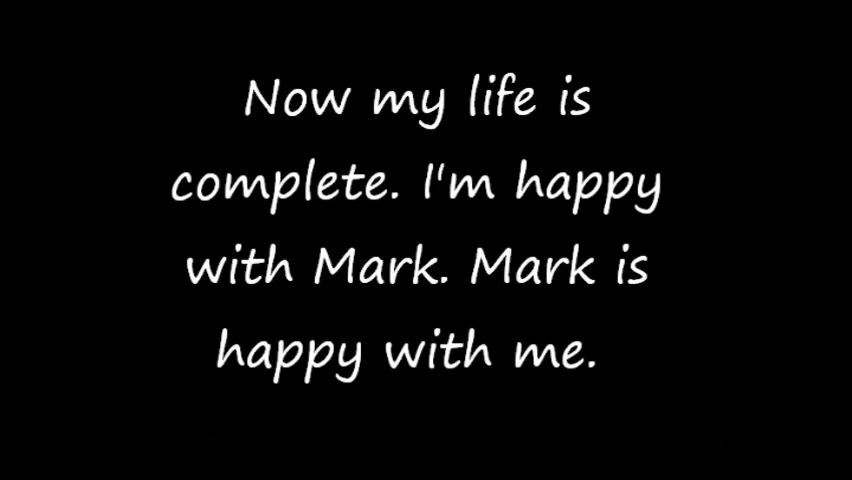 Now my life is
complete. I'm happy
with Mark. Mark is
happy with me.